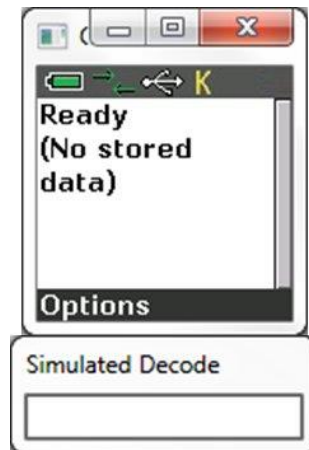 K
Ready
(No stored
data)
Options
Simulated Decode